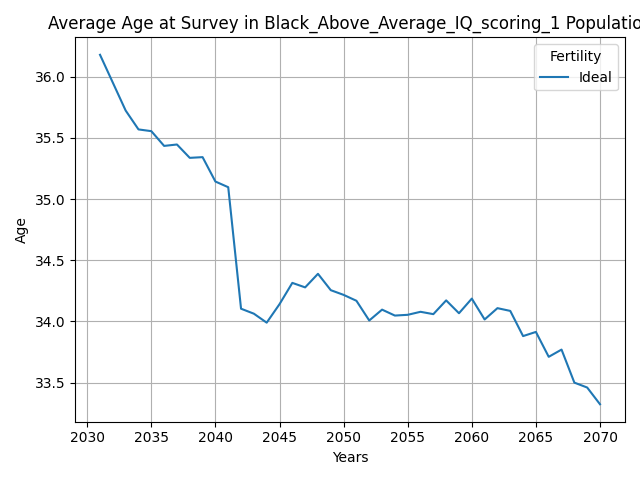 Average Age at Survey in Black_Above_Average_IQ_scoring_1 Populatio
Fertility
Ideal
36.0
35.5
35.0
34.5
34.0
33.5
Age
2030 2035 2040 2045 2050 2055 2060 2065 2070
Years